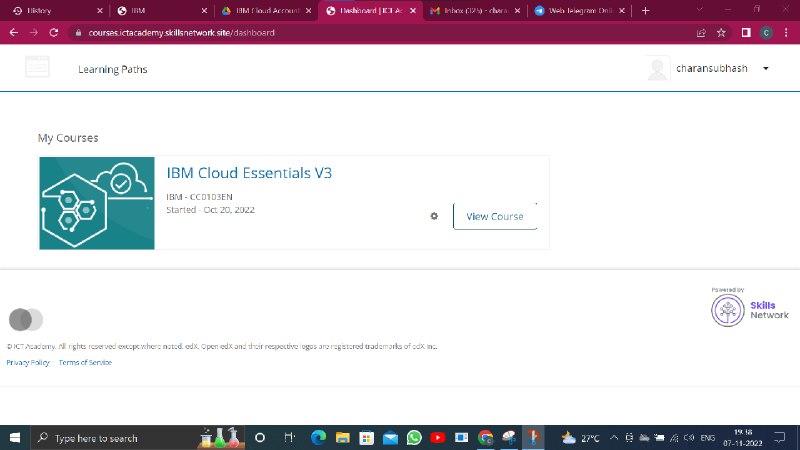 History
IBM
IBM Cloud Account
Dashboard | ICT Ac
Inbox (325) - charan
Web Telegram Onli
courses.ictacademy.skillsnetwork.site/dashboard
C
Learning Paths
charansubhash
My Courses
IBM Cloud Essentials V3
IBM - CC0103EN
Started - Oct 20, 2022
View Course
Powered by
Skills
Network
© ICT Academy. All rights reserved except where noted. edX, Open edX and their respective logos are registered trademarks of edX Inc.
Privacy Policy
Terms of Service
Type here to search
27°C
ENG
19:38
07-11-2022